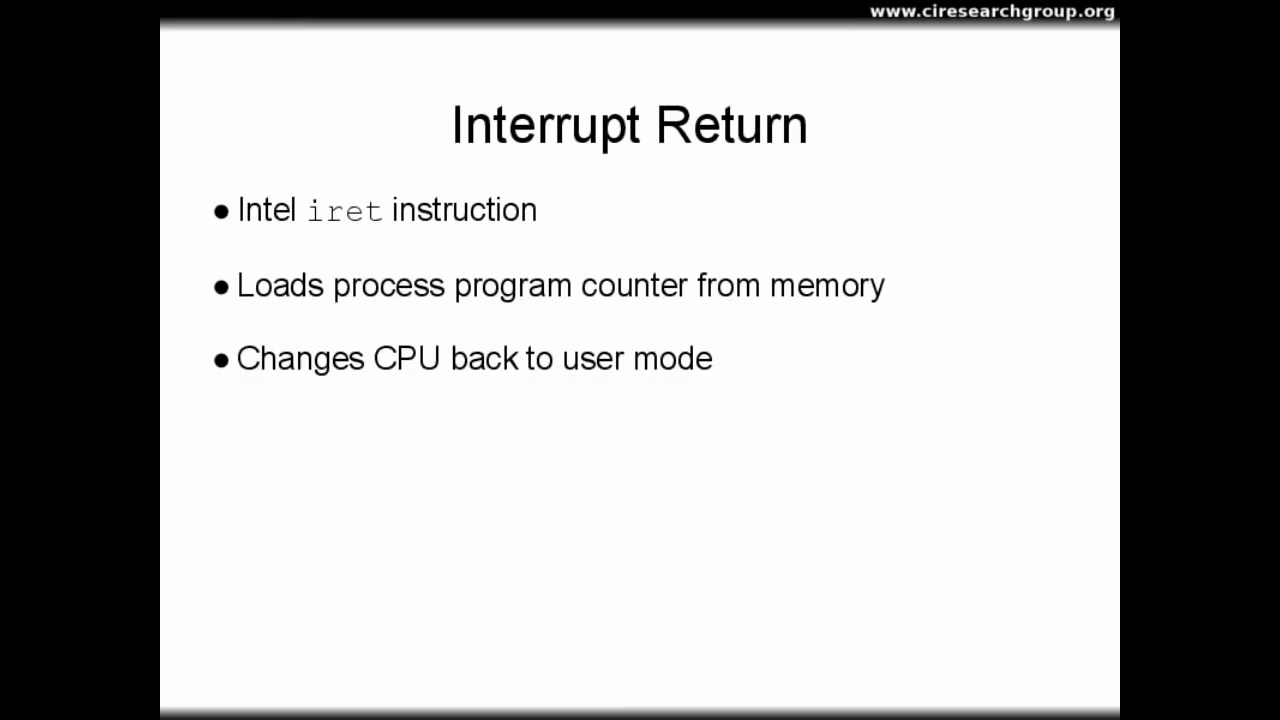 www.ciresearchgroup.org
Interrupt Return
● Intel iret instruction
● Loads process program counter from memory
● Changes CPU back to user mode